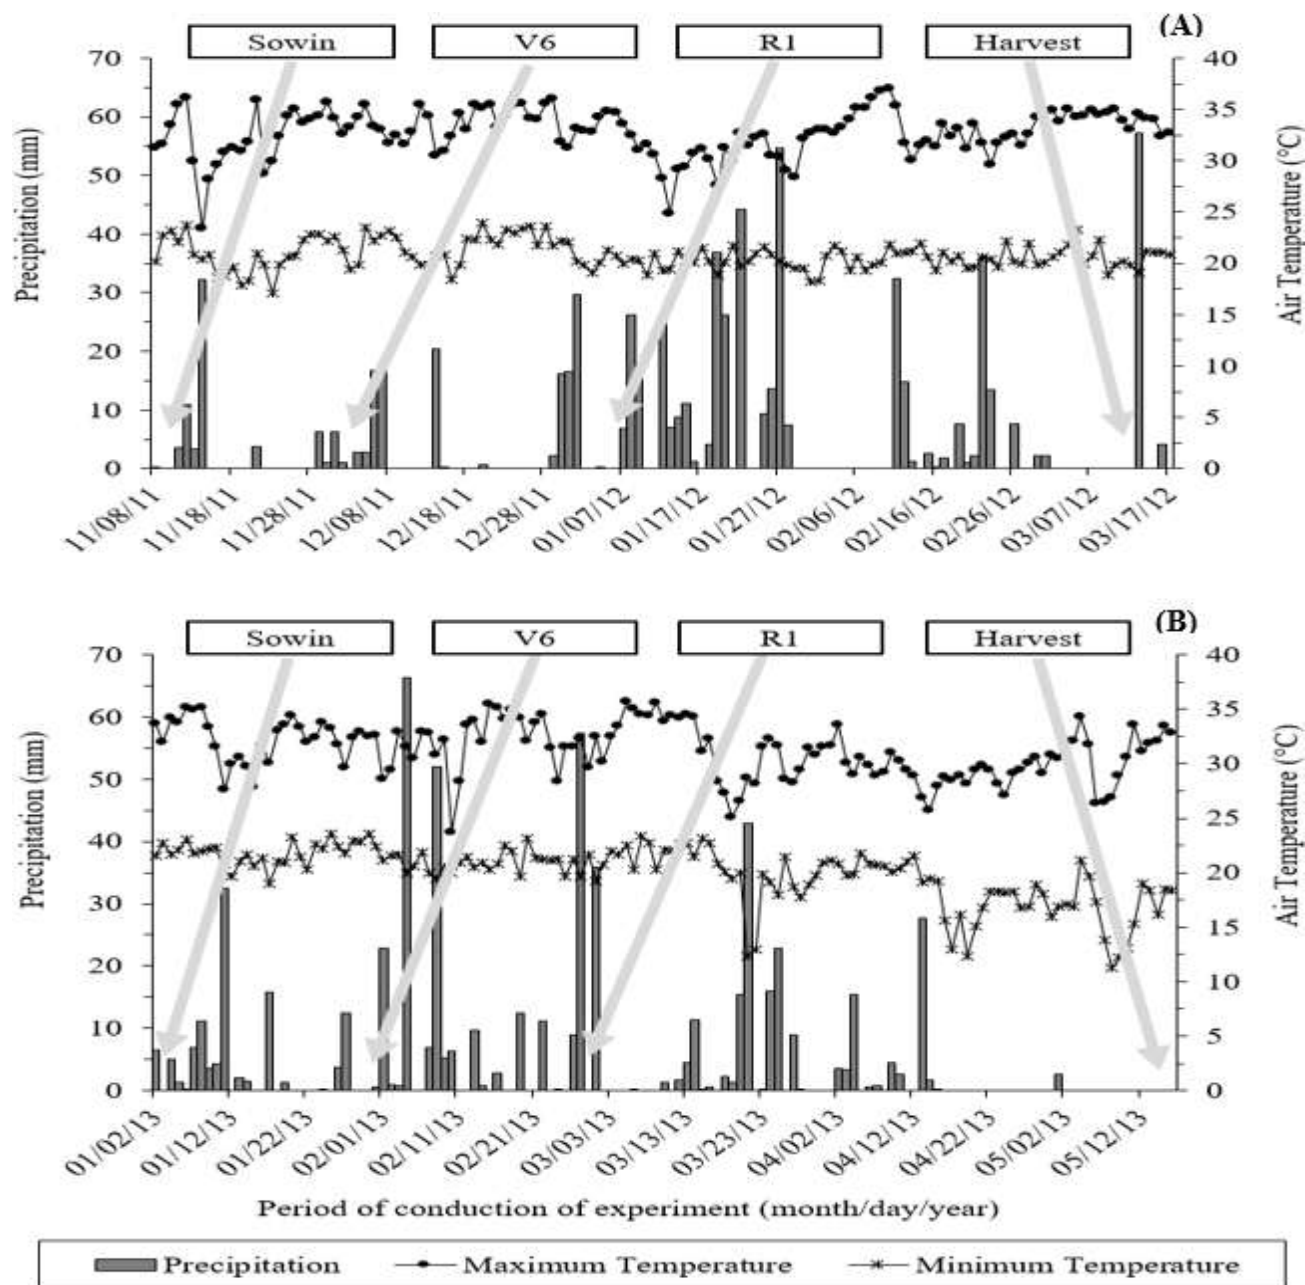 (A)
Sowin V6 R1 Harvest
70 40
60 35
50 30
40 25
30 20
20 15
10 10
0 5
0
Precipitation (mm)
Air Temperature (°C)
11/08/11 11/18/11 11/28/11 12/08/11 12/18/11 12/28/11 01/07/12 01/17/12 01/27/12 02/06/12 02/16/12 02/26/12 03/07/12 03/17/12
(B)
Sowin V6 R1 Harvest
70 40
60 35
50 30
40 25
30 20
20 15
10 10
0 5
0
Precipitation (mm)
Air Temperature (°C)
01/02/13 01/12/13 01/22/13 02/01/13 02/11/13 02/21/13 03/03/13 03/13/13 03/23/13 04/02/13 04/12/13 04/22/13 05/02/13 05/12/13
Period of conduction of experiment (month/day/year)
Precipitation Maximum Temperature Minimum Temperature